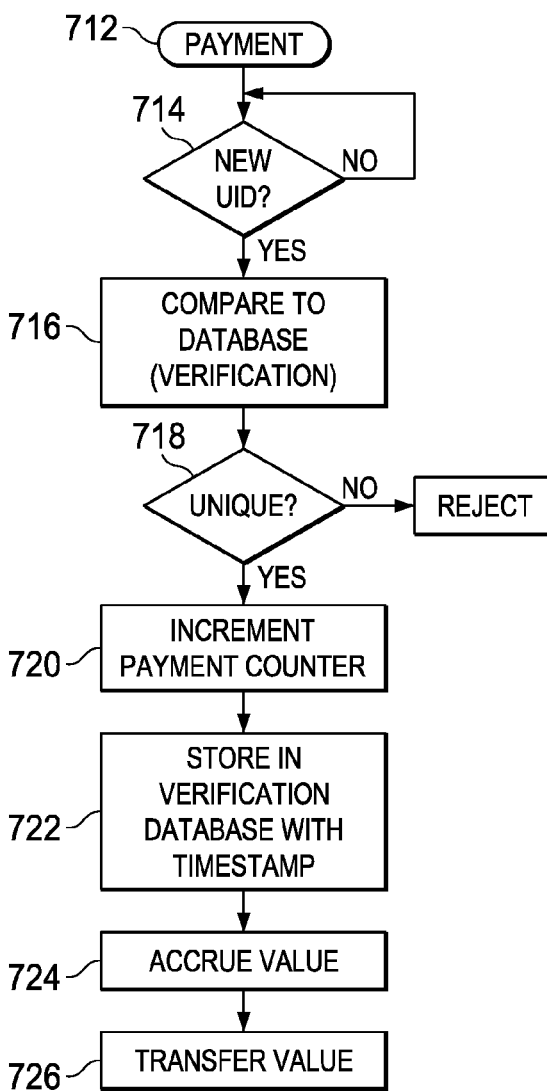 712
PAYMENT
714
NEW
UID?
NO
YES
716
COMPARE TO
DATABASE
(VERIFICATION)
718
UNIQUE?
NO
REJECT
YES
720
INCREMENT
PAYMENT COUNTER
722
STORE IN
VERIFICATION
DATABASE WITH
TIMESTAMP
724
ACCRUE VALUE
726
TRANSFER VALUE